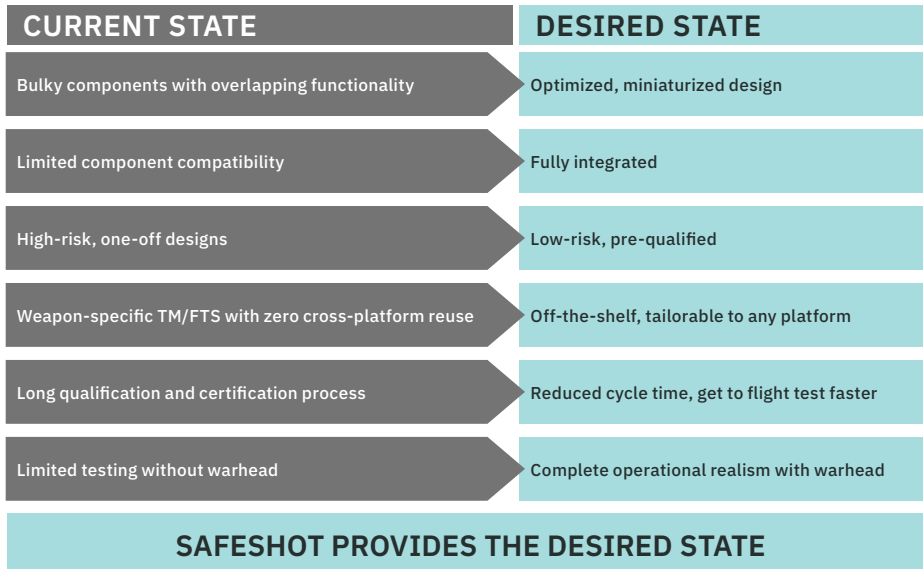 CURRENT STATE
DESIRED STATE
Bulky components with overlapping functionality
Optimized, miniaturized design
Limited component compatibility
Fully integrated
High-risk, one-off designs
Low-risk, pre-qualified
Weapon-specific TM/FTS with zero cross-platform reuse
Off-the-shelf, tailorable to any platform
Long qualification and certification process
Reduced cycle time, get to flight test faster
Limited testing without warhead
Complete operational realism with warhead
SAFESHOT PROVIDES THE DESIRED STATE